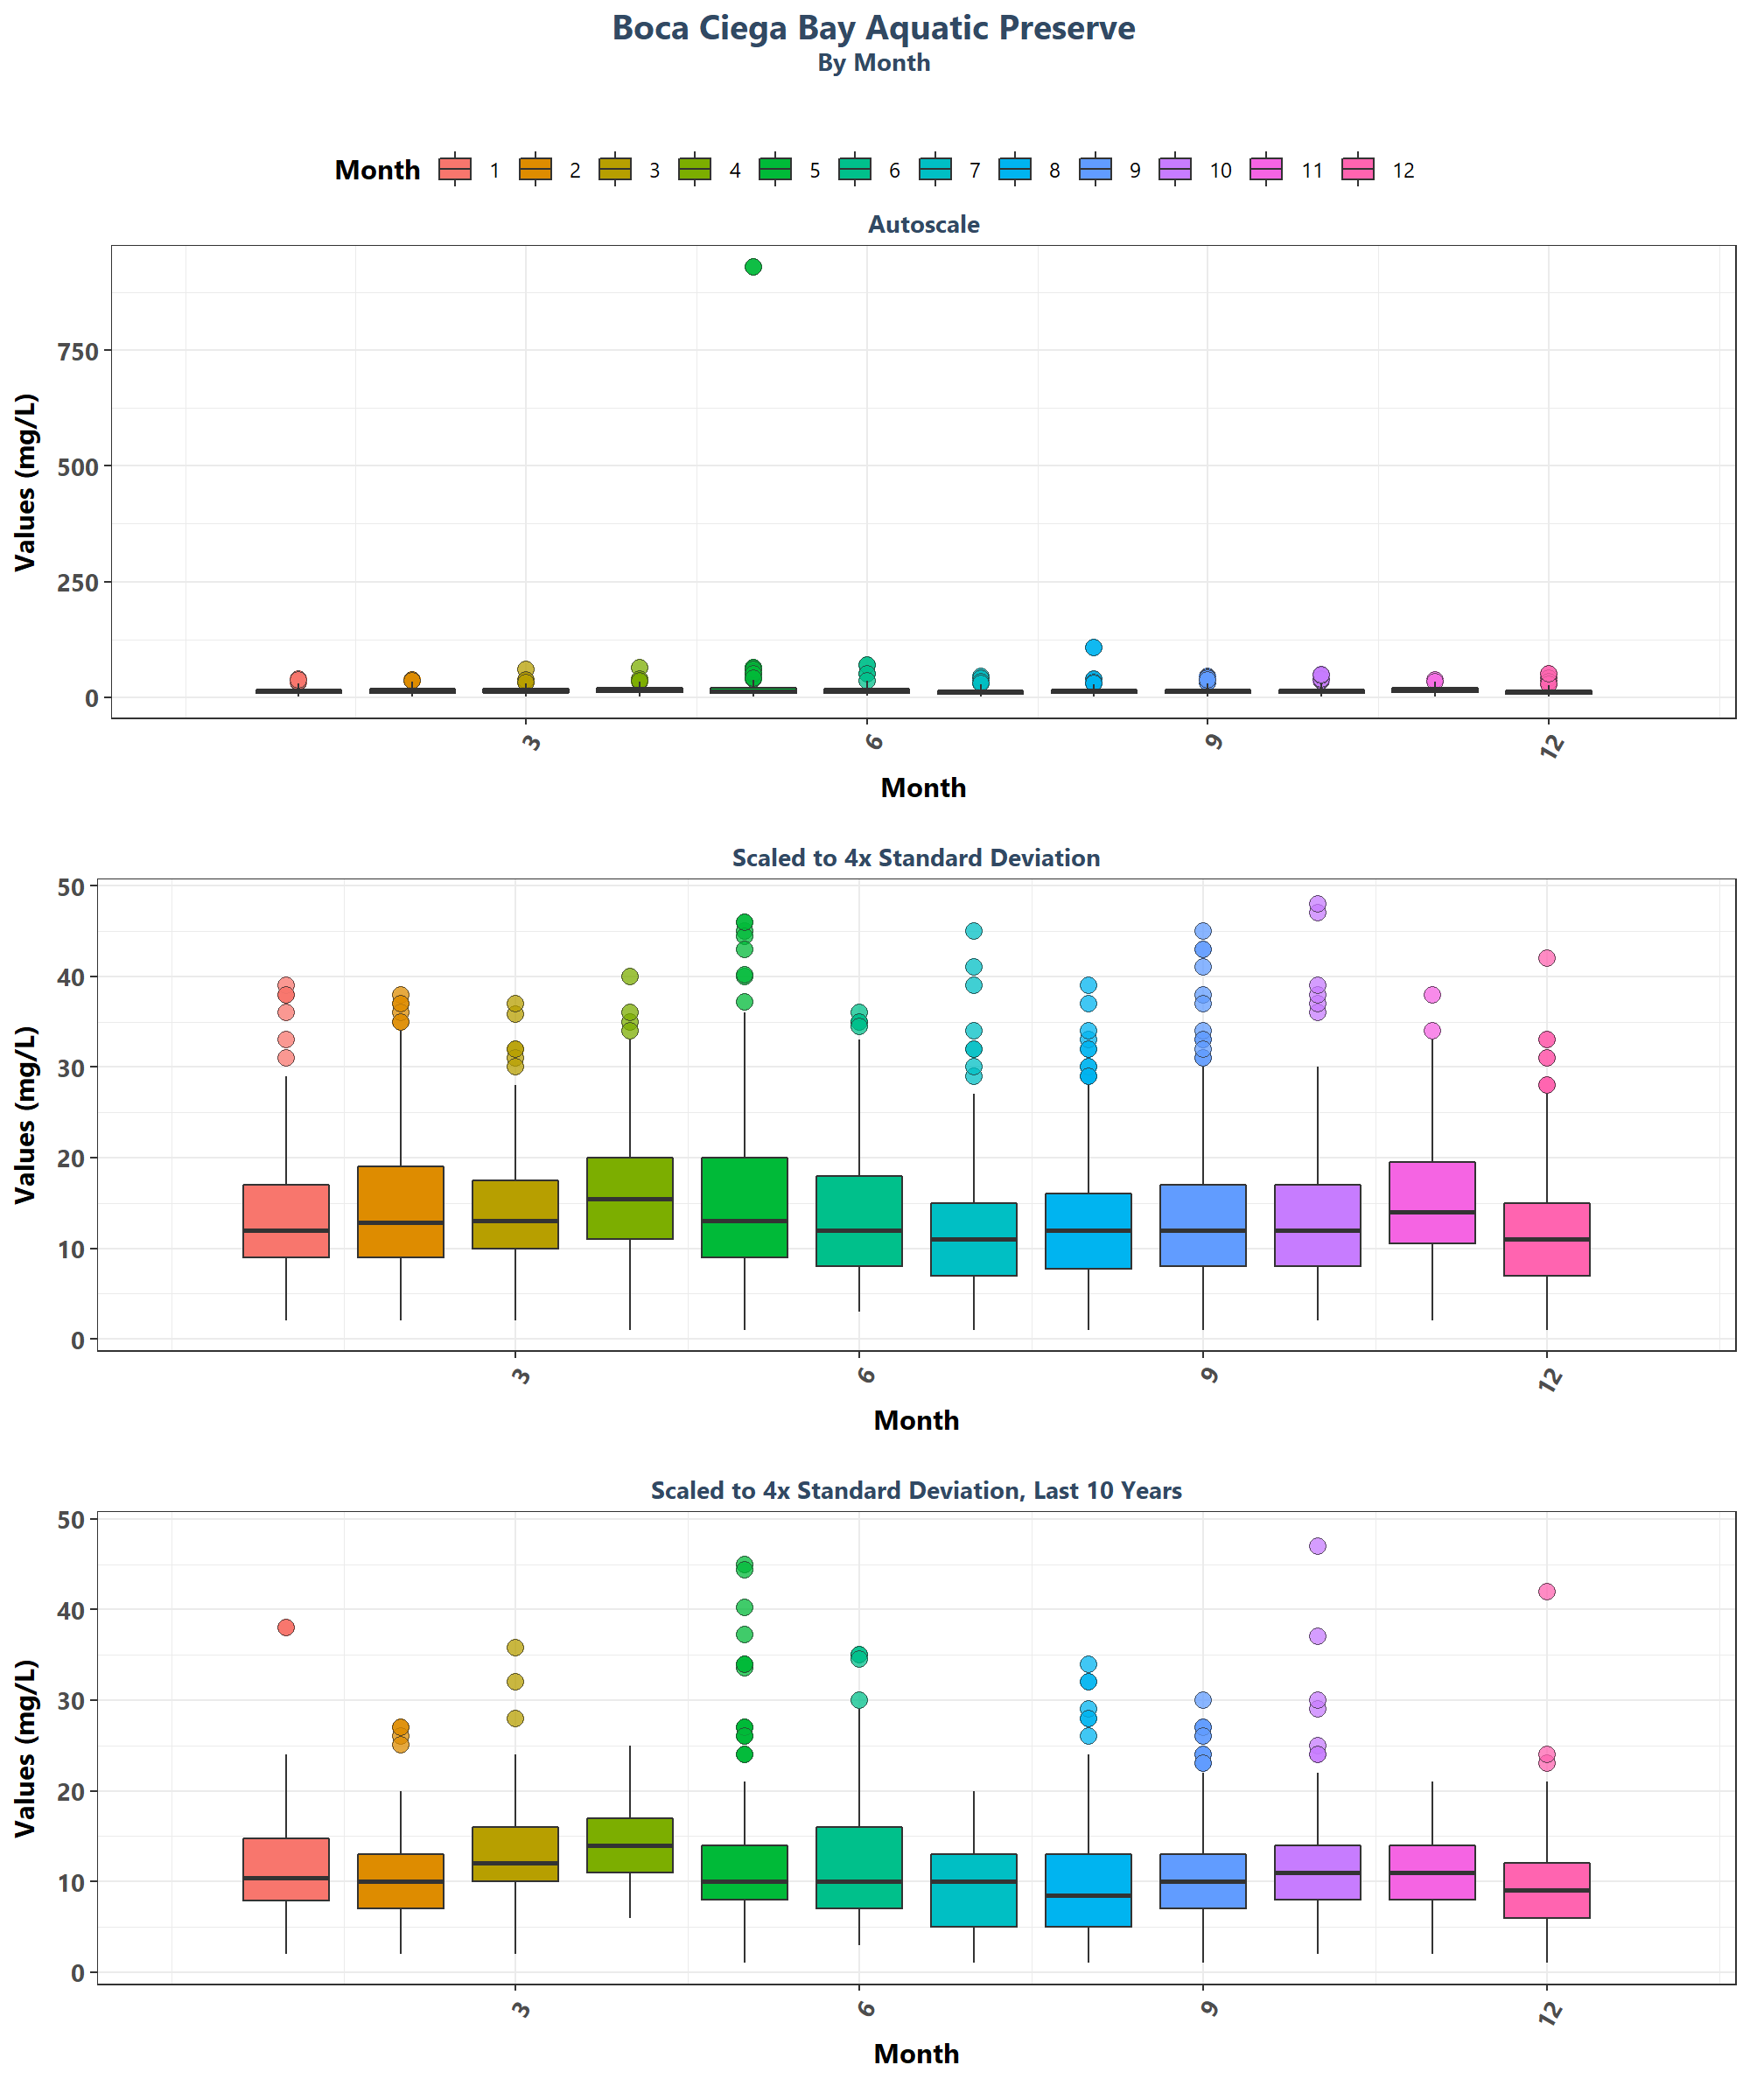 Boca Ciega Bay Aquatic Preserve
By Month
Month 1 2 3 4 5 6 7 8 9 10 11 12
Autoscale
Values (mg/L)
750
500
250
0
3 6 9 12
Month
Scaled to 4x Standard Deviation
Values (mg/L)
50
40
30
20
10
0
3 6 9 12
Month
Scaled to 4x Standard Deviation, Last 10 Years
Values (mg/L)
50
40
30
20
10
0
3 6 9 12
Month